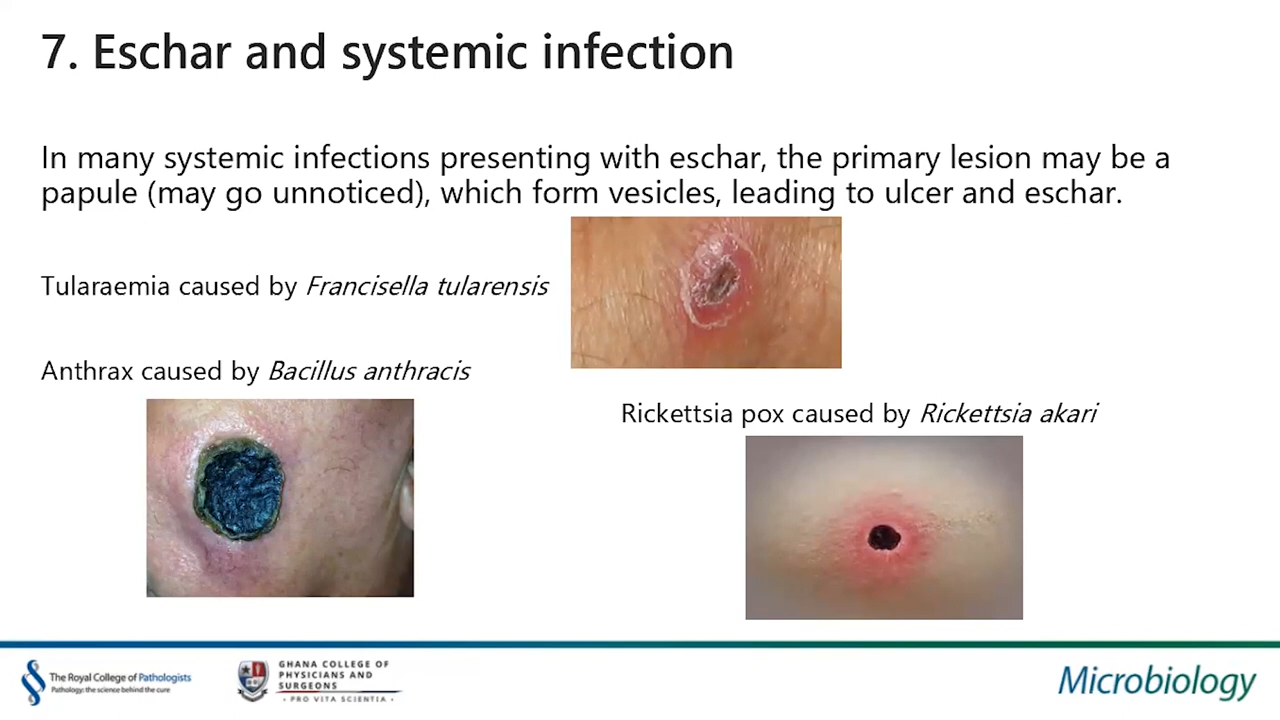 7. Eschar and systemic infection
In many systemic infections presenting with eschar, the primary lesion may be a
papule (may go unnoticed), which form vesicles, leading to ulcer and eschar.
Tularaemia caused by Francisella tularensis
Anthrax caused by Bacillus anthracis
Rickettsia pox caused by Rickettsia akari
The Royal College of Pathologists
Pathology: the science behind the cure
GHANA COLLEGE OF
PHYSICIANS AND
SURGEONS
• PRO VITA SCIENTIA •
Microbiology